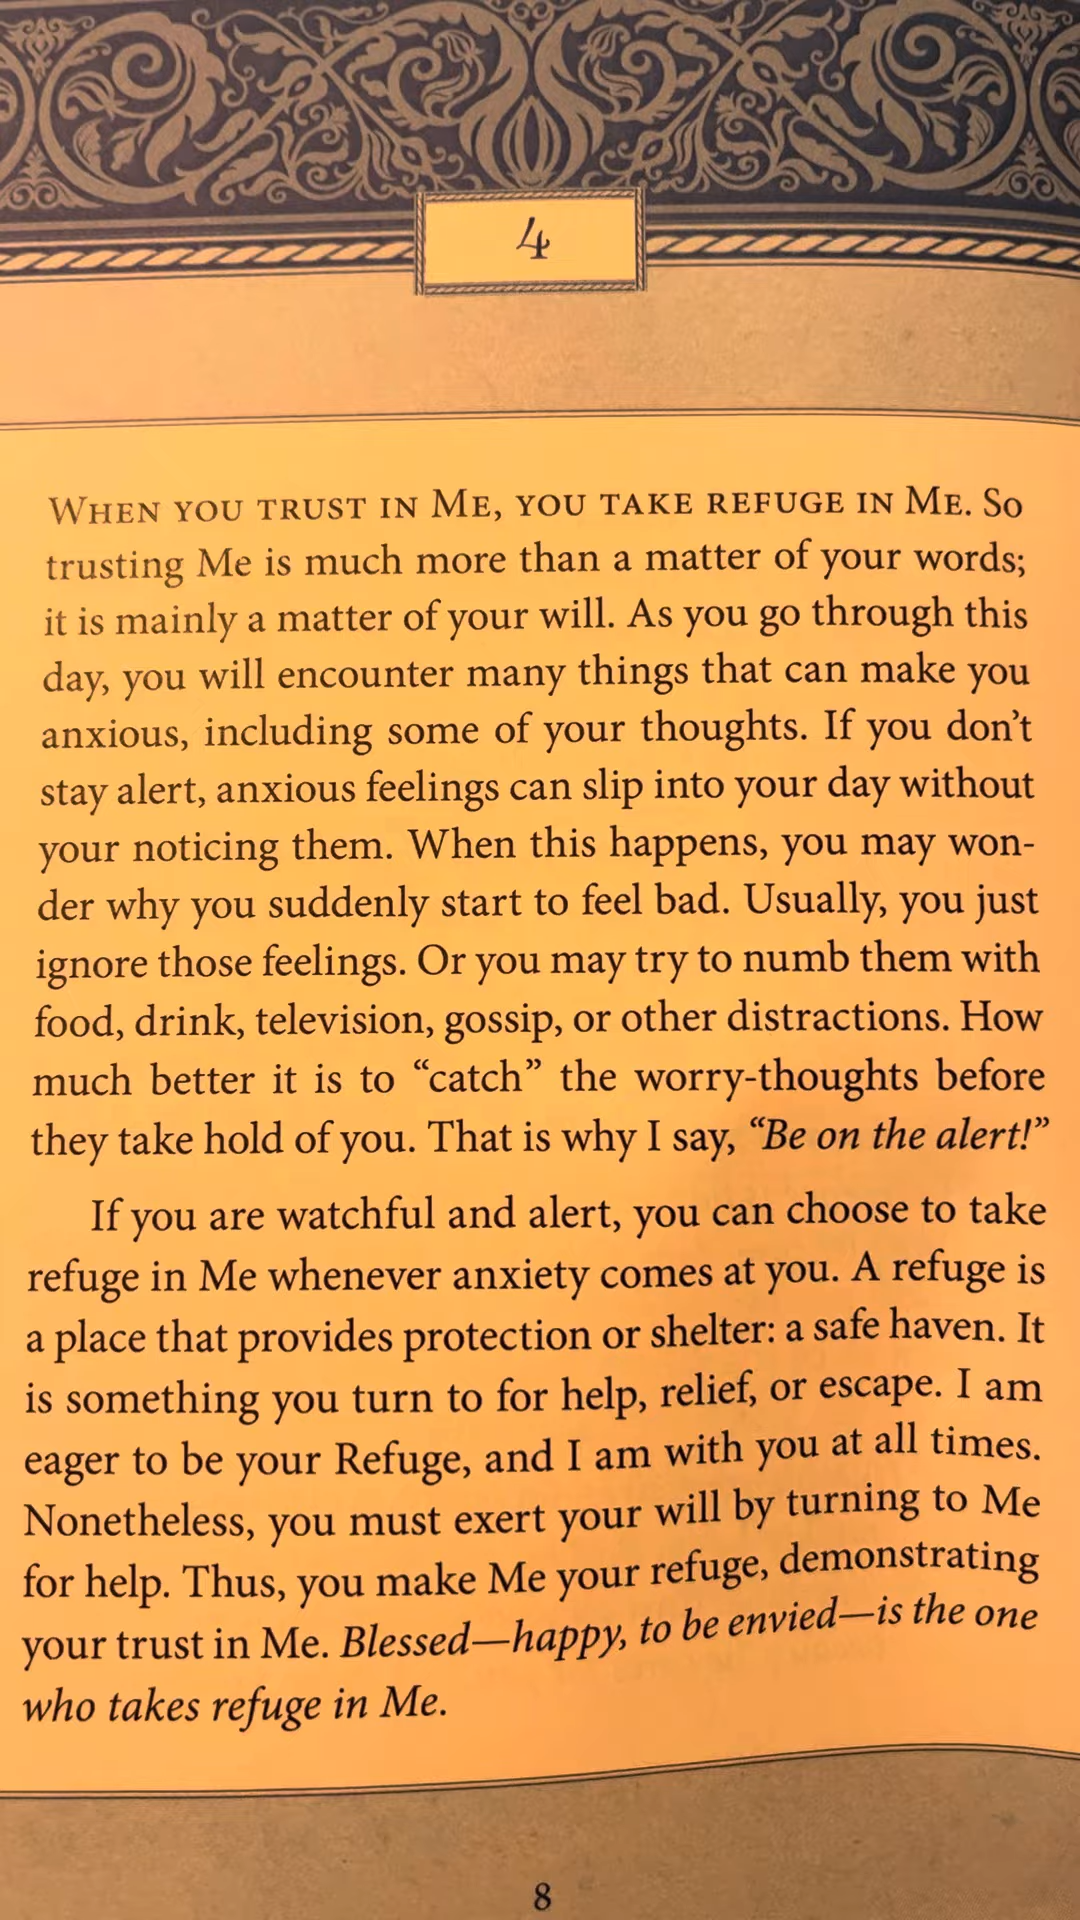 4
WHEN YOU TRUST IN ME, YOU TAKE REFUGE IN ME. So
trusting Me is much more than a matter of your words;
it is mainly a matter of your will. As you go through this
day, you will encounter many things that can make you
anxious, including some of your thoughts. If you don’t
stay alert, anxious feelings can slip into your day without
your noticing them. When this happens, you may won-
der why you suddenly start to feel bad. Usually, you just
ignore those feelings. Or you may try to numb them with
food, drink, television, gossip, or other distractions. How
much better it is to “catch” the worry-thoughts before
they take hold of you. That is why I say, “Be on the alert!”
If you are watchful and alert, you can choose to take
refuge in Me whenever anxiety comes at you. A refuge is
a place that provides protection or shelter: a safe haven. It
is something you turn to for help, relief, or escape. I am
eager to be your Refuge, and I am with you at all times.
Nonetheless, you must exert your will by turning to Me
for help. Thus, you make Me your refuge, demonstrating
your trust in Me. Blessed—happy, to be envied—is the one
who takes refuge in Me.
8